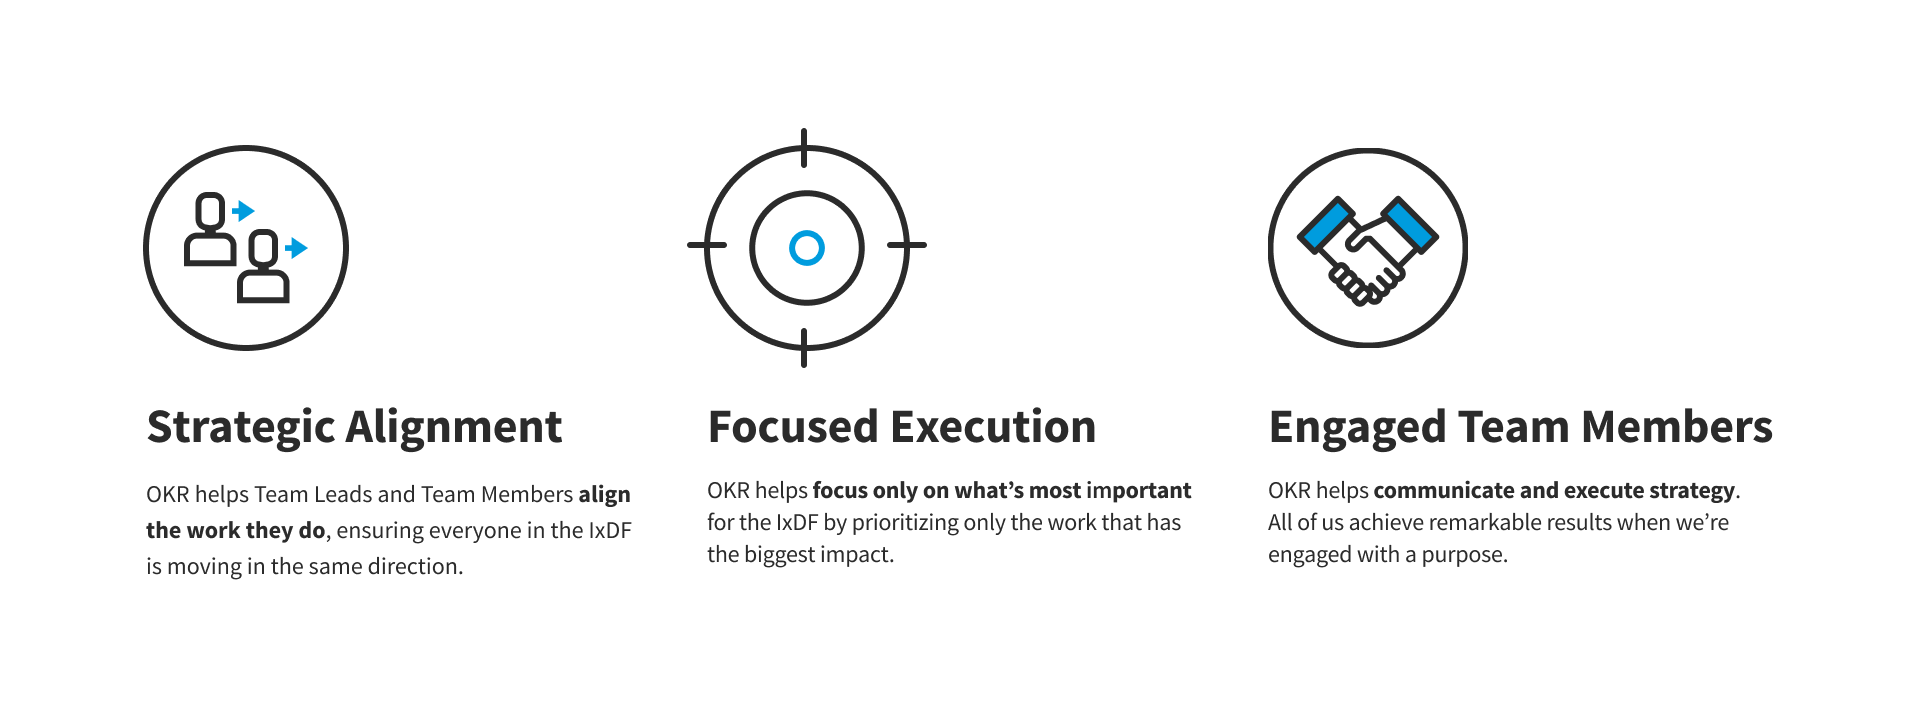 Strategic Alignment
OKR helps Team Leads and Team Members align
the work they do, ensuring everyone in the IxDF
is moving in the same direction.
Focused Execution
OKR helps focus only on what’s most important
for the IxDF by prioritizing only the work that has
the biggest impact.
Engaged Team Members
OKR helps communicate and execute strategy.
All of us achieve remarkable results when we’re
engaged with a purpose.